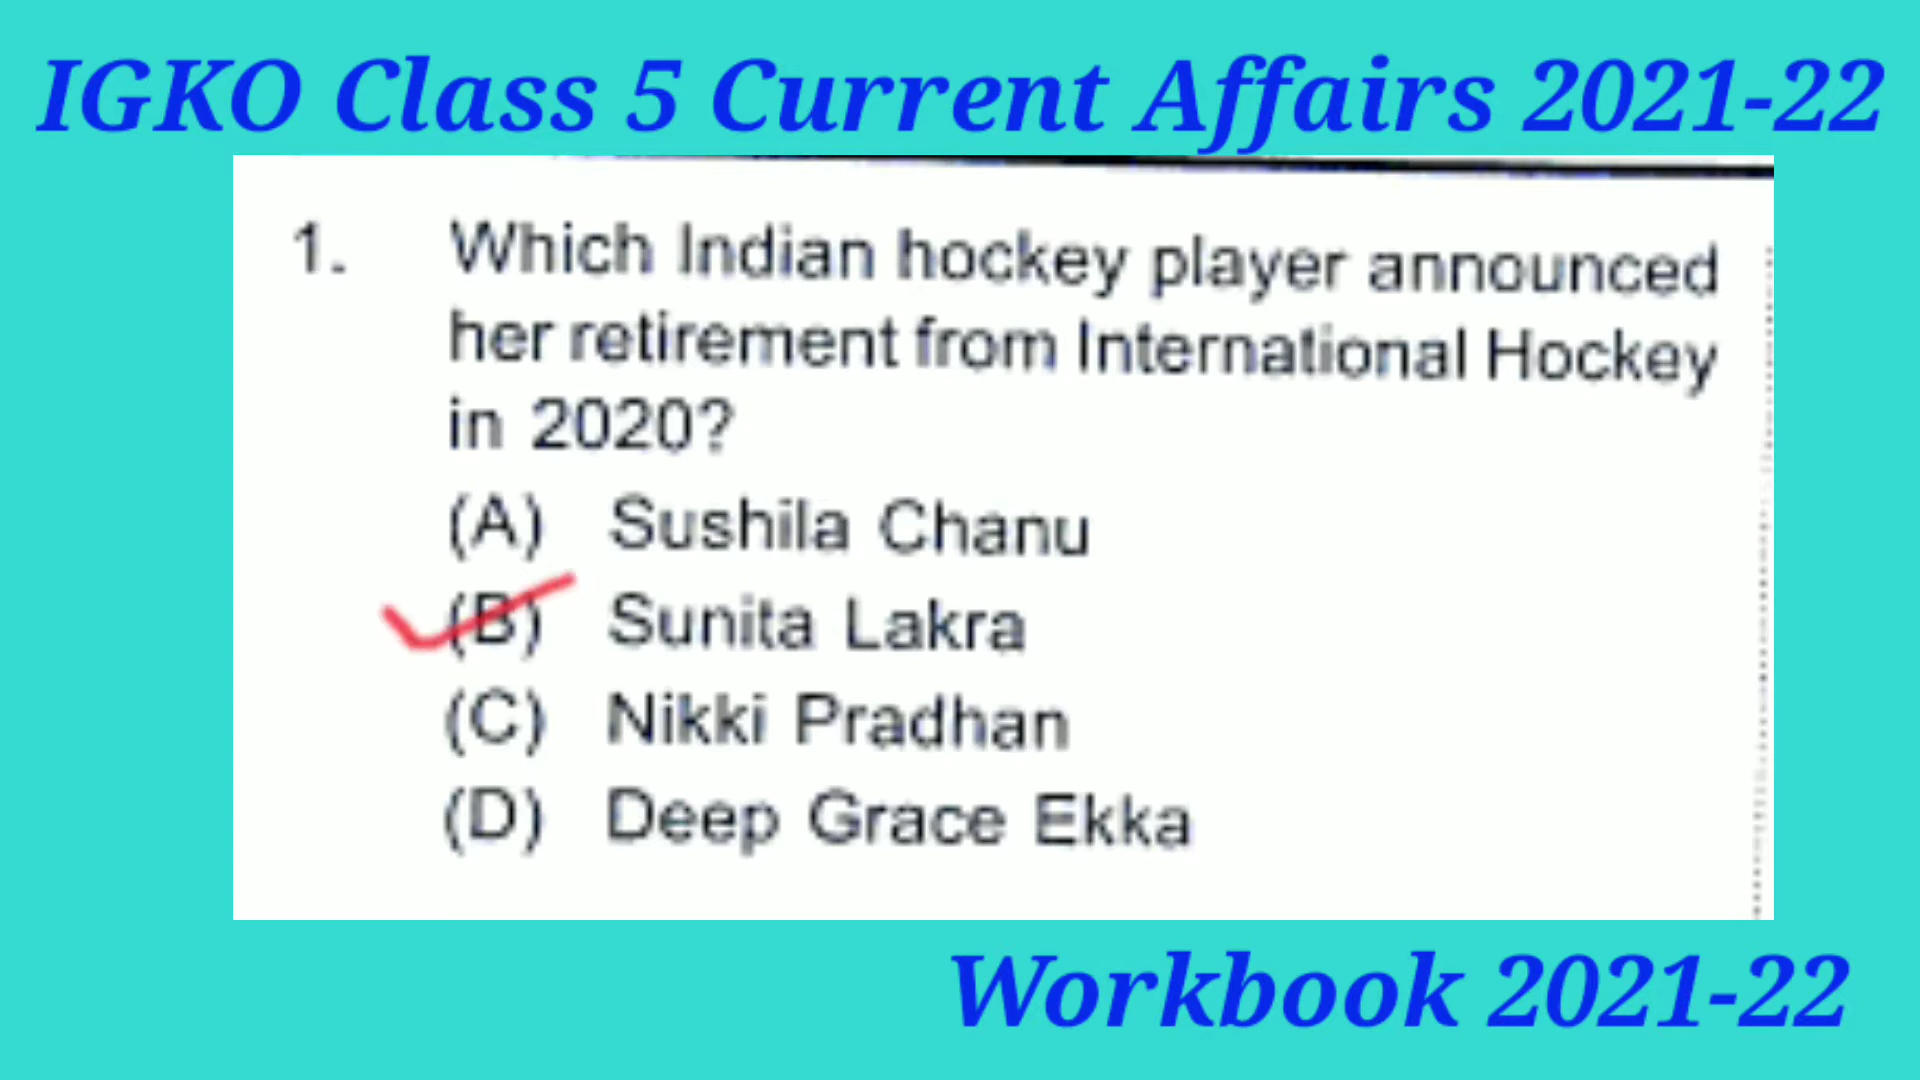 IGKO Class 5 Current Affairs 2021-22
1. Which Indian hockey player announced
her retirement from International Hockey
in 2020?
(A) Sushila Chanu
(B) Sunita Lakra
(C) Nikki Pradhan
(D) Deep Grace Ekka
Workbook 2021-22